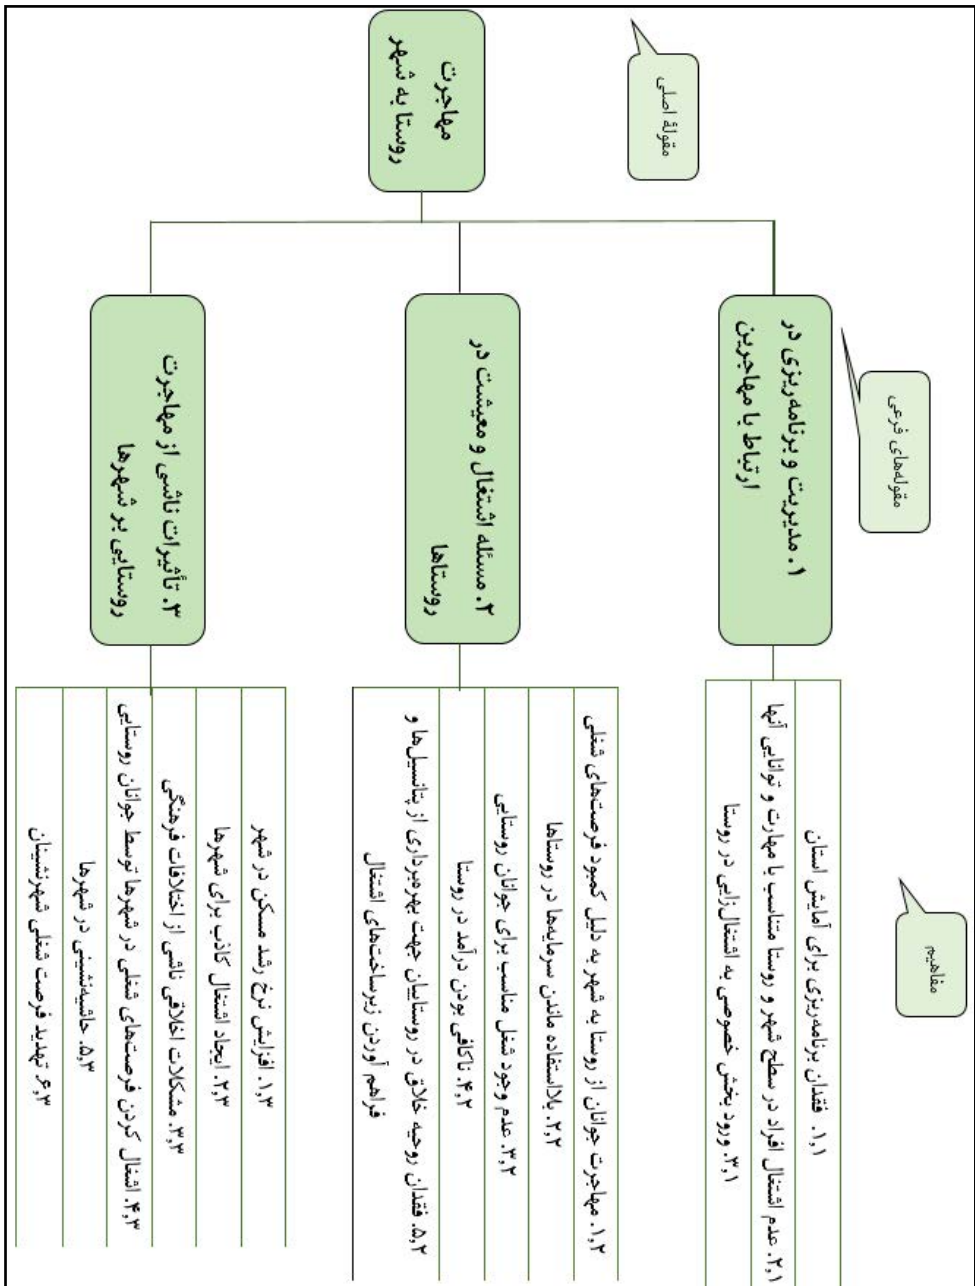 مقولهٔ اصلی
مهاجرت
روستا به شهر
مقوله‌های فرعی
۱. مدیریت و برنامه‌ریزی در
ارتباط با مهاجرین
۲. مسئله اشتغال و معیشت در
روستاها
۳. تأثیرات ناشی از مهاجرت
روستایی بر شهرها
مفاهیم
۱,۱. فقدان برنامه‌ریزی برای آمایش استان
۲,۱. عدم اشتغال افراد در سطح شهر و روستا متناسب با مهارت و توانایی آنها
۳,۱. ورود بخش خصوصی به اشتغال‌زایی در روستا
۱,۲. مهاجرت جوانان از روستا به شهر به دلیل کمبود فرصت‌های شغلی
۲,۲. بلااستفاده ماندن سرمایه‌ها در روستاها
۳,۲. عدم وجود شغل مناسب برای جوانان روستایی
۴,۲. ناکافی بودن درآمد در روستا
۵,۲. فقدان روحیه خلاق در روستاییان جهت بهره‌برداری از پتانسیل‌ها و
فراهم آوردن زیرساخت‌های اشتغال
۱,۳. افزایش نرخ رشد مسکن در شهر
۲,۳. ایجاد اشتغال کاذب برای شهرها
۳,۳. مشکلات اخلاقی ناشی از اختلافات فرهنگی
۴,۳. اشغال کردن فرصت‌های شغلی در شهرها توسط جوانان روستایی
۵,۳. حاشیه‌نشینی در شهرها
۶,۳. تهدید فرصت شغلی شهرنشینان